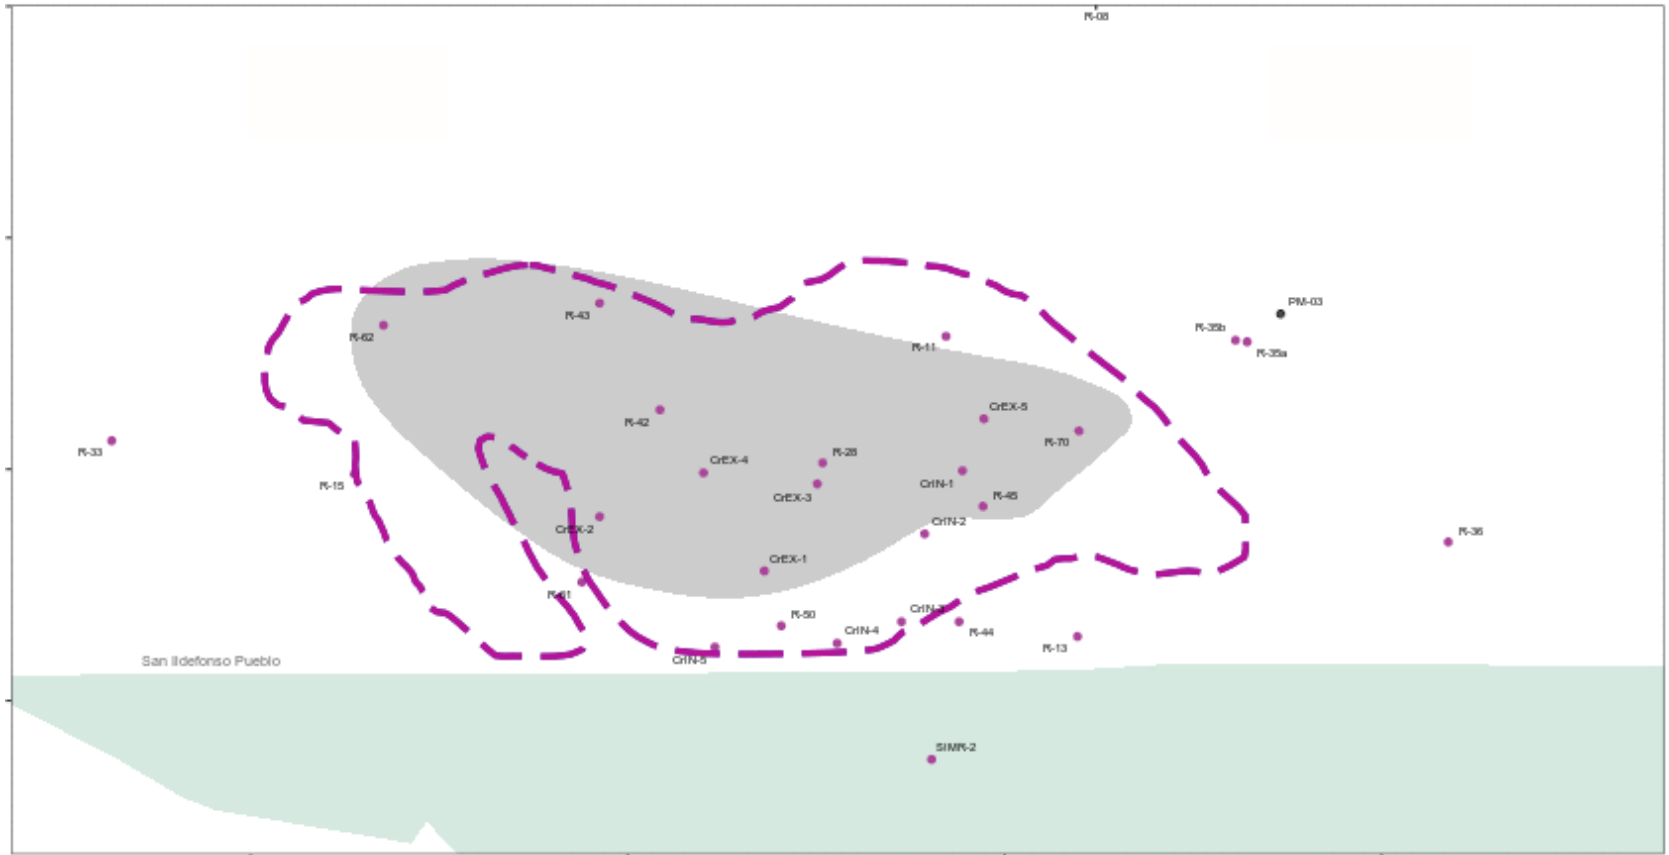 R-08
PM-03
R-43
R-35b
R-62
R-11
R-35a
CrEX-5
R-42
R-70
R-33
R-28
CrEX-4
R-15
CrIN-1
CrEX-3
R-45
CrIN-2
CrEX-2
R-36
CrEX-1
R-61
CrIN-3
R-50
CrIN-4
R-44
R-13
CrIN-5
San Ildefonso Pueblo
SIMR-2